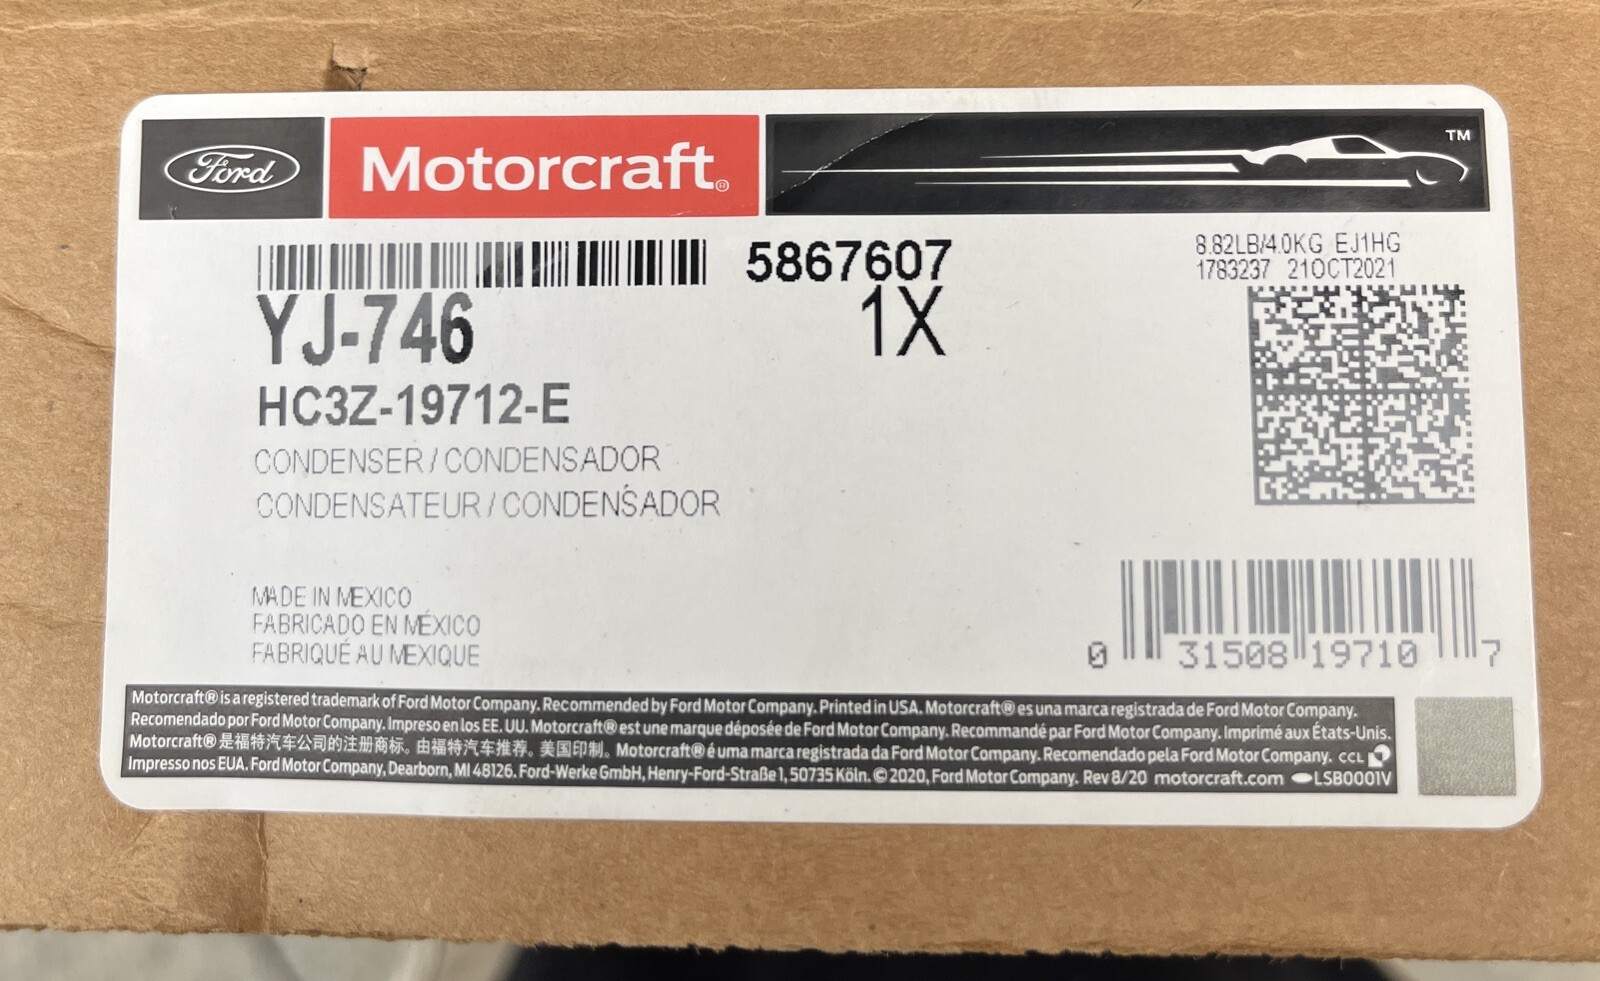 Ford
Motorcraft®
TM
5867607
8.82LB/4.0KG EJ1HG
1783237 21OCT2021
YJ-746
1X
HC3Z-19712-E
CONDENSER / CONDENSADOR
CONDENSATEUR / CONDENSADOR
MADE IN MEXICO
FABRICADO EN MÉXICO
FABRIQUÉ AU MEXIQUE
0 31508 19710 7
Motorcraft® is a registered trademark of Ford Motor Company. Recommended by Ford Motor Company. Printed in USA. Motorcraft® es una marca registrada de Ford Motor Company.
Recomendado por Ford Motor Company. Impreso en los EE. UU. Motorcraft® est une marque déposée de Ford Motor Company. Recommandé par Ford Motor Company. Imprimé aux États-Unis.
Motorcraft® 是福特汽车公司的注册商标。由福特汽车推荐。美国印制。Motorcraft® é uma marca registrada da Ford Motor Company. Recomendado pela Ford Motor Company. CCL
Impresso nos EUA. Ford Motor Company, Dearborn, MI 48126. Ford-Werke GmbH, Henry-Ford-Straße 1, 50735 Köln. © 2020, Ford Motor Company. Rev 8/20 motorcraft.com LSB0001V